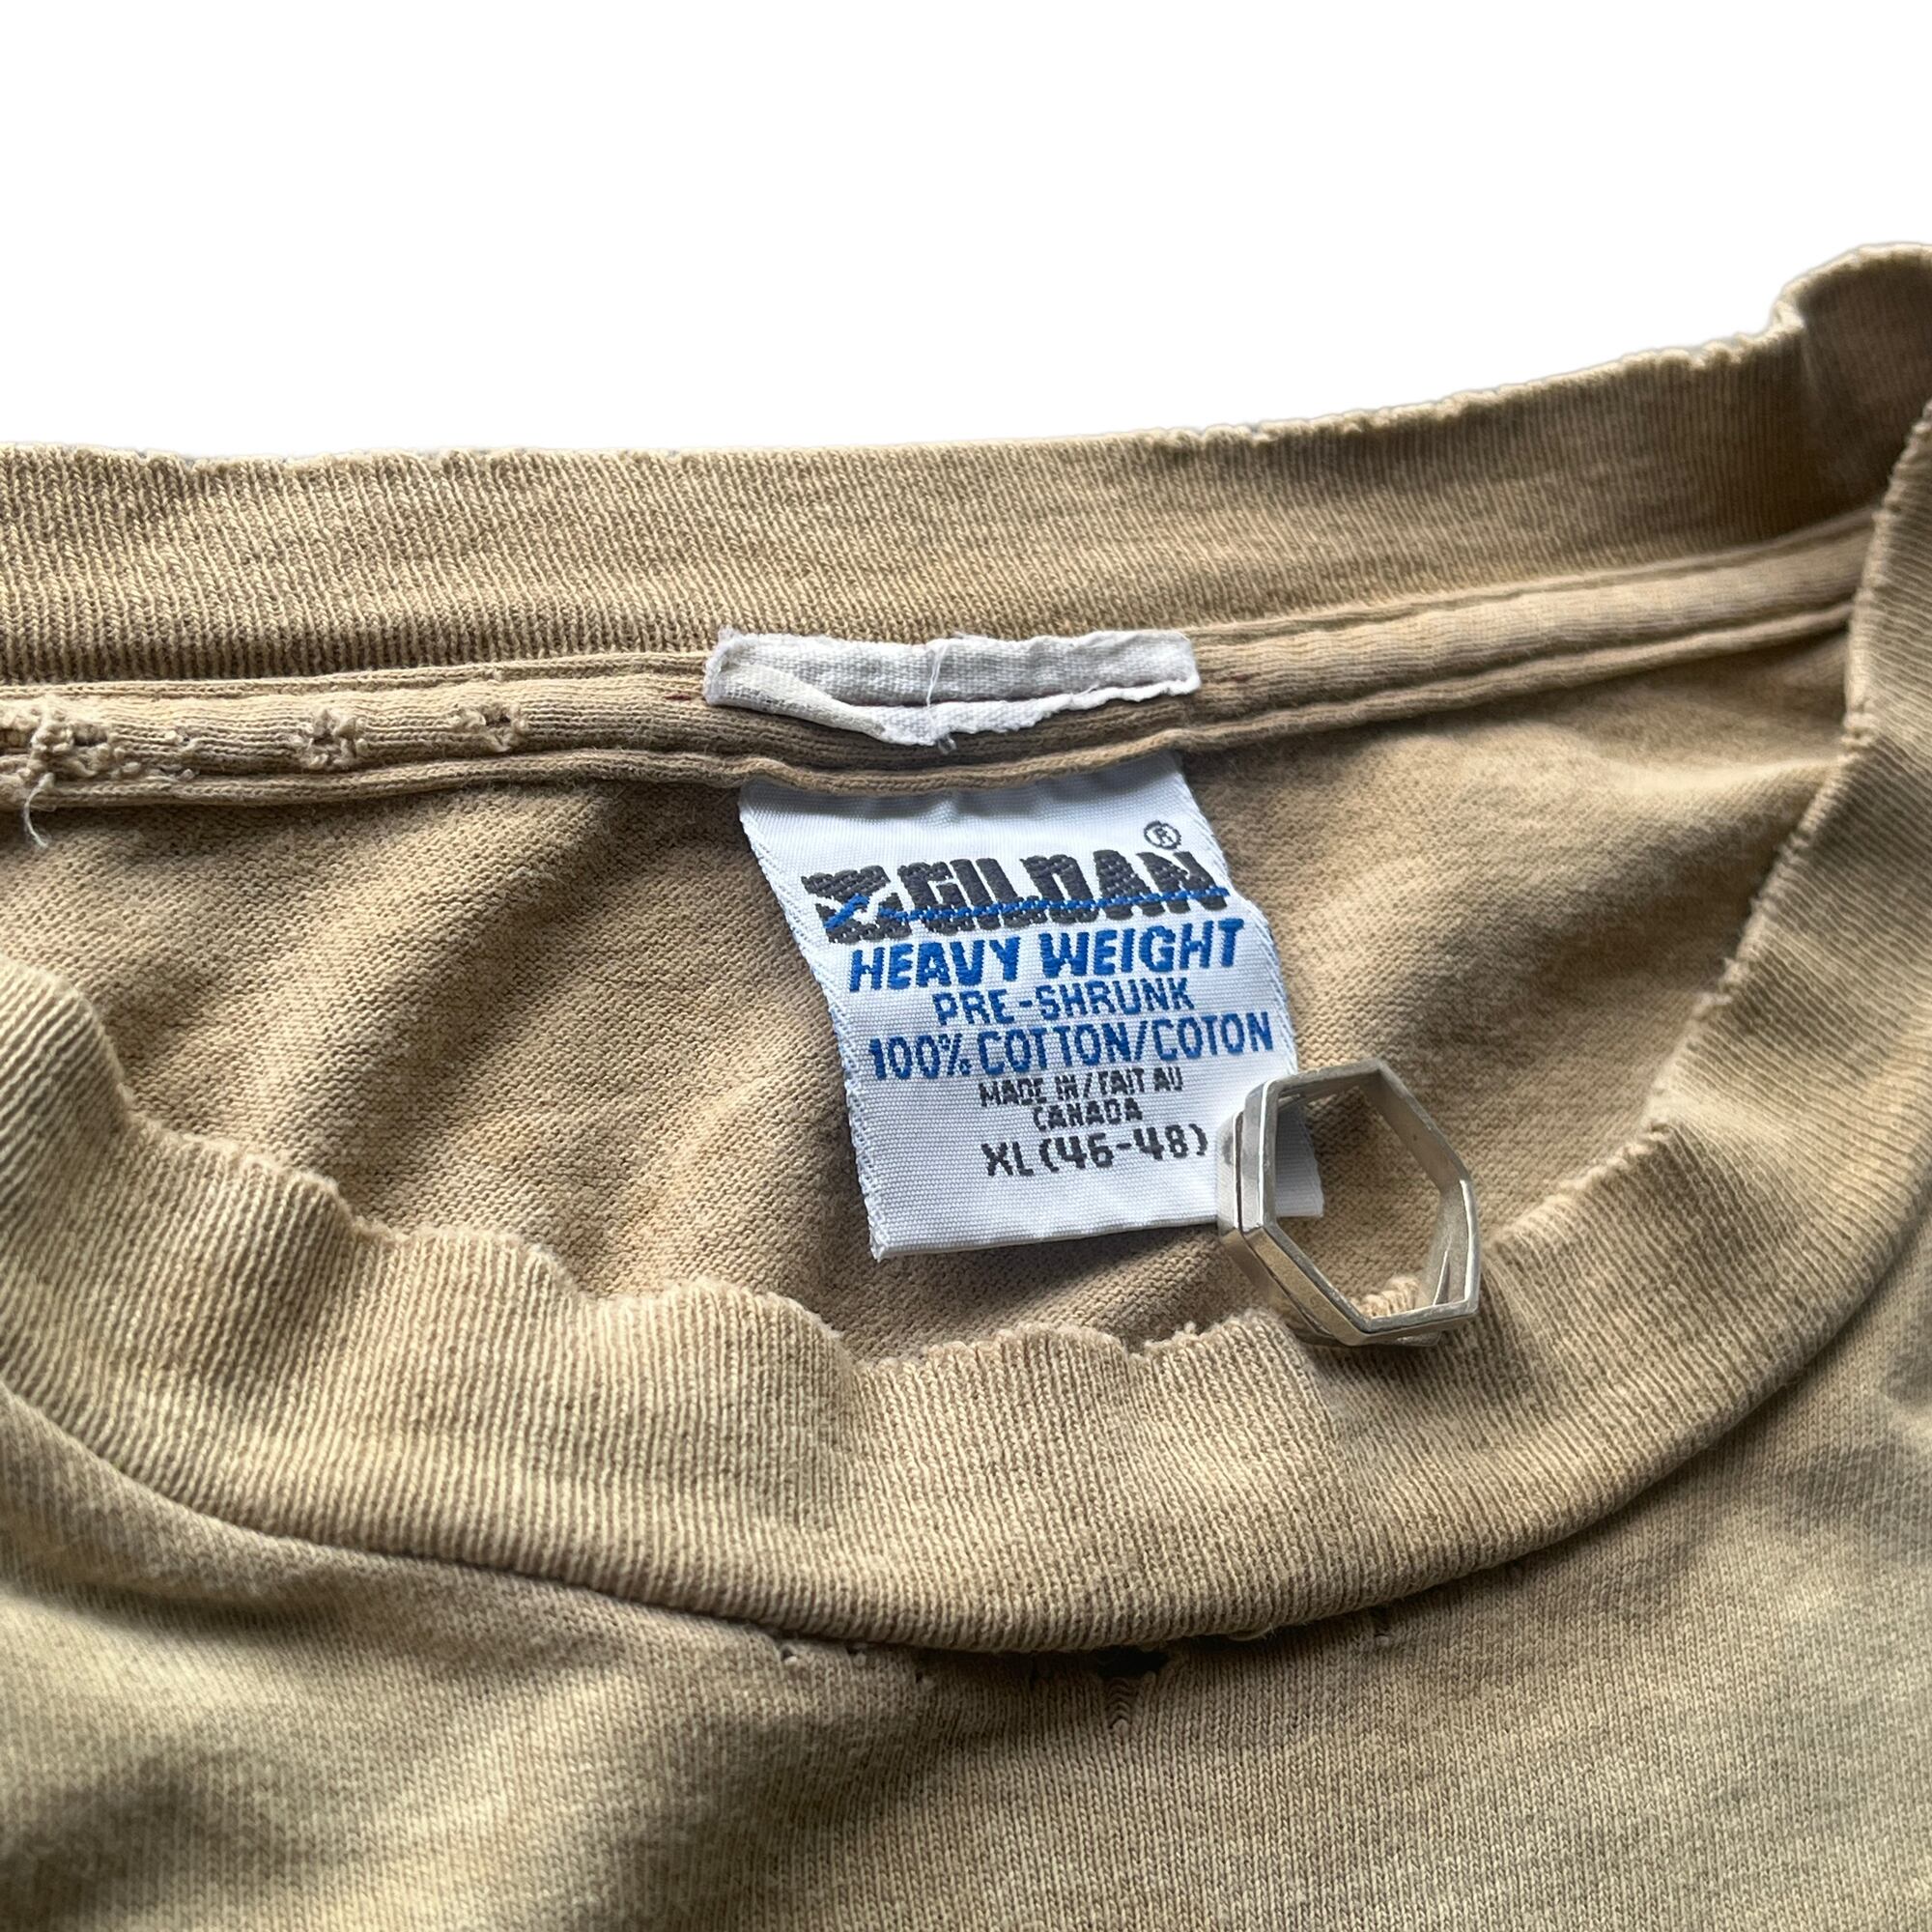 GILDAN®
HEAVY WEIGHT
PRE-SHRUNK
100% COTTON/COTON
MADE IN/FAIT AU
CANADA
XL (46-48)